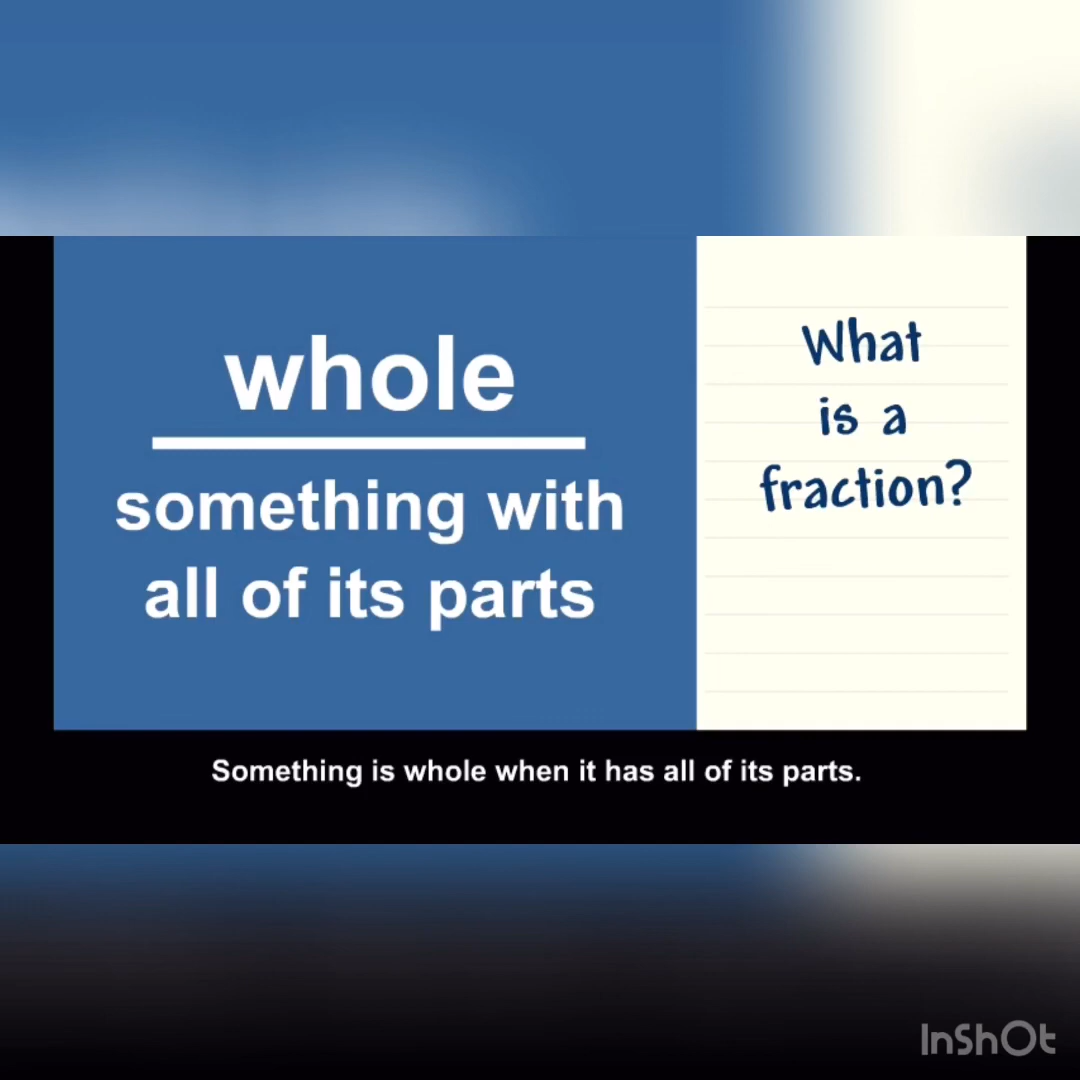 whole
something with
all of its parts
What
is a
fraction?
Something is whole when it has all of its parts.
InShOt